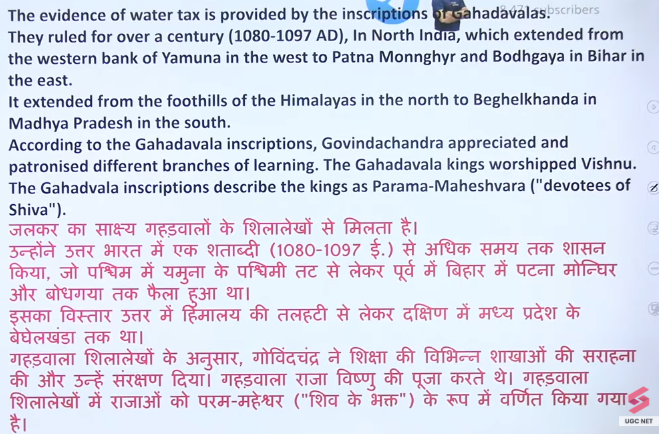 The evidence of water tax is provided by the inscriptions of Gahadavalas.
subscribers
They ruled for over a century (1080-1097 AD), In North India, which extended from
the western bank of Yamuna in the west to Patna Monnghyr and Bodhgaya in Bihar in
the east.
It extended from the foothills of the Himalayas in the north to Beghelkhanda in
Madhya Pradesh in the south.
According to the Gahadavala inscriptions, Govindachandra appreciated and
patronised different branches of learning. The Gahadavala kings worshipped Vishnu.
The Gahadvala inscriptions describe the kings as Parama-Maheshvara ("devotees of
Shiva").
जलकर का साक्ष्य गहड़वालों के शिलालेखों से मिलता है।
उन्होंने उत्तर भारत में एक शताब्दी (1080-1097 ई.) से अधिक समय तक शासन
किया, जो पश्चिम में यमुना के पश्चिमी तट से लेकर पूर्व में बिहार में पटना मोन्घिर
और बोधगया तक फैला हुआ था।
इसका विस्तार उत्तर में हिमालय की तलहटी से लेकर दक्षिण में मध्य प्रदेश के
बेघेलखंडा तक था।
गहड़वाला शिलालेखों के अनुसार, गोविंदचंद्र ने शिक्षा की विभिन्न शाखाओं की सराहना
की और उन्हें संरक्षण दिया। गहड़वाला राजा विष्णु की पूजा करते थे। गहड़वाला
शिलालेखों में राजाओं को परम-महेश्वर ("शिव के भक्त") के रूप में वर्णित किया गया
है।
UGC NET